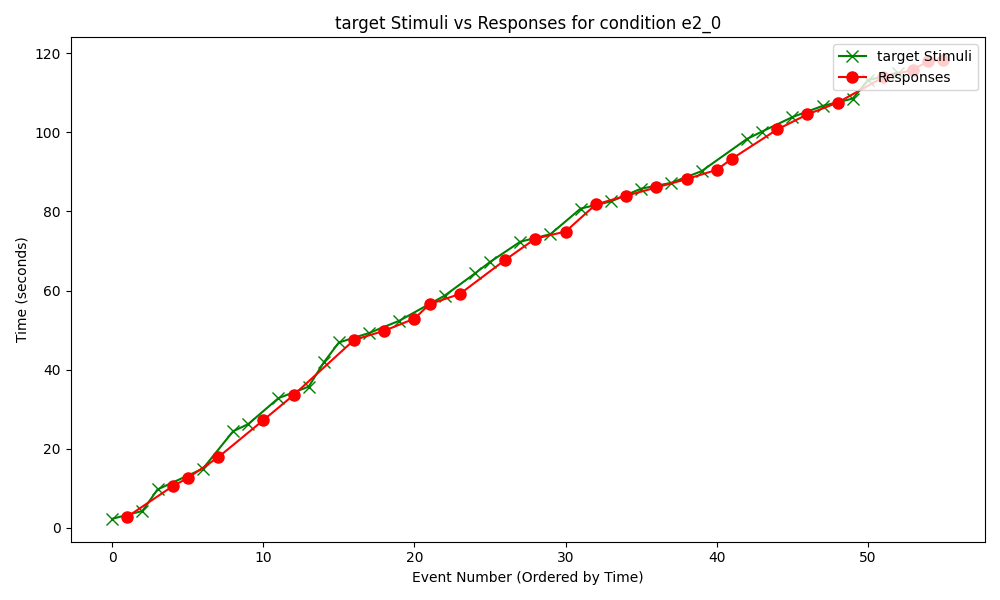 target Stimuli vs Responses for condition e2_0
120
100
80
60
40
20
0
Time (seconds)
target Stimuli
Responses
0 10 20 30 40 50
Event Number (Ordered by Time)